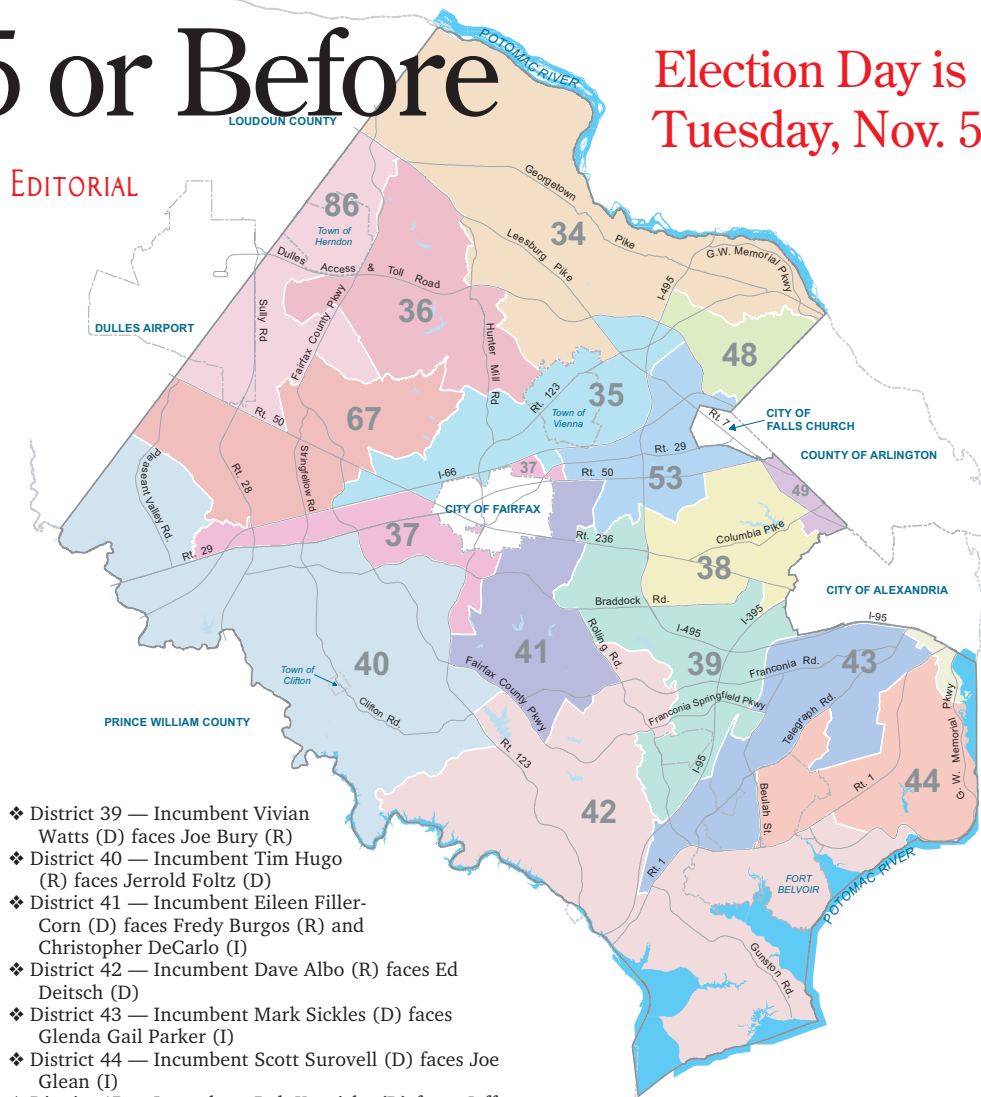 5 or Before
Election Day is
Tuesday, Nov. 5
EDITORIAL
POTOMAC RIVER
LOUDOUN COUNTY
86
Town of
Herndon
Georgetown Pike
34
Leesburg Pike
G.W. Memorial Pkwy
I-495
Dulles Access & Toll Road
36
Sully Rd
Fairfax County Pkwy
Hunter Mill Rd
DULLES AIRPORT
48
35
Rt. 123
Town of
Vienna
67
Rt. 50
Rt. 7
CITY OF
FALLS CHURCH
COUNTY OF ARLINGTON
Rt. 29
I-66
37
Rt. 50
53
49
Pleasant Valley Rd.
Rt. 28
Stringfellow Rd
CITY OF FAIRFAX
37
Rt. 29
Rt. 236
Columbia Pike
38
CITY OF ALEXANDRIA
Braddock Rd.
I-395
I-95
I-495
Rolling Rd.
41
39
43
Franconia Rd.
40
Town of
Clifton
Fairfax County Pkwy
Franconia Springfield Pkwy
Telegraph Rd.
Clifton Rd.
PRINCE WILLIAM COUNTY
Rt. 123
I-95
G. W. Memorial Pkwy
Rt. 1
44
Beulah St.
42
Rt. 1
FORT
BELVOIR
POTOMAC RIVER
Gunston Rd.
❖ District 39 — Incumbent Vivian
Watts (D) faces Joe Bury (R)
❖ District 40 — Incumbent Tim Hugo
(R) faces Jerrold Foltz (D)
❖ District 41 — Incumbent Eileen Filler-
Corn (D) faces Fredy Burgos (R) and
Christopher DeCarlo (I)
❖ District 42 — Incumbent Dave Albo (R) faces Ed
Deitsch (D)
❖ District 43 — Incumbent Mark Sickles (D) faces
Glenda Gail Parker (I)
❖ District 44 — Incumbent Scott Surovell (D) faces Joe
Glean (I)